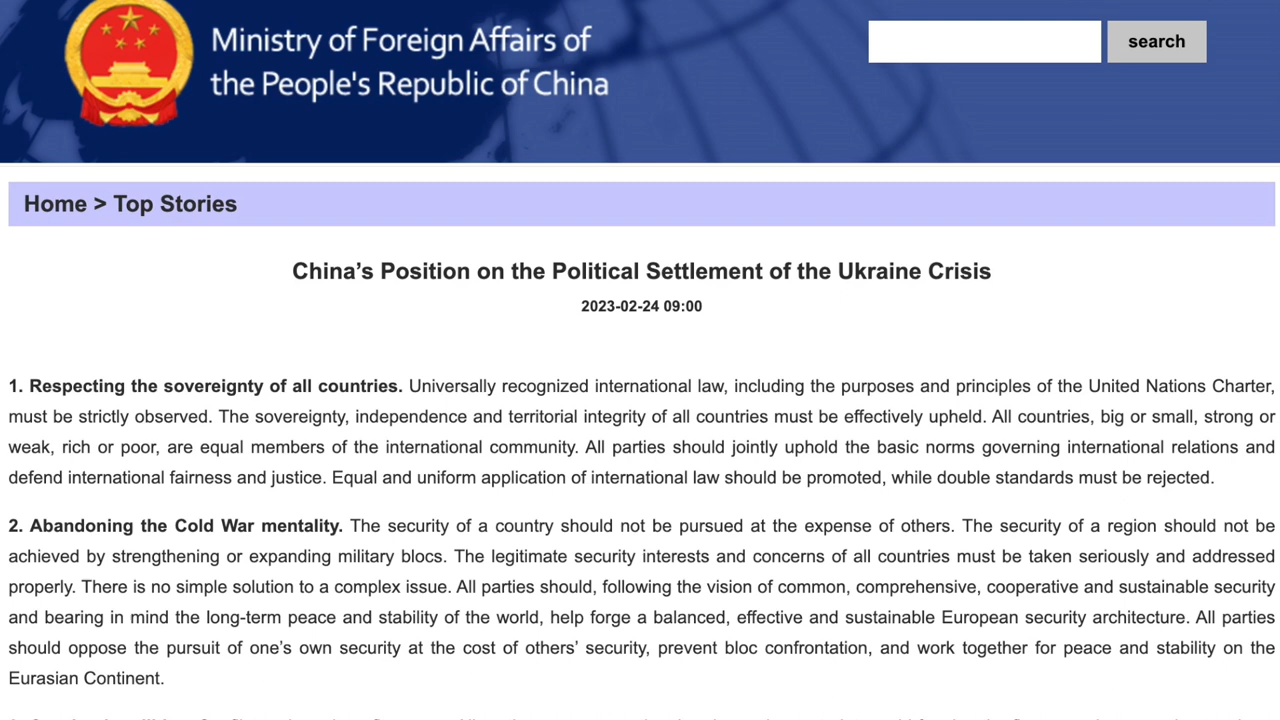 Ministry of Foreign Affairs of
the People's Republic of China
search
Home > Top Stories
China’s Position on the Political Settlement of the Ukraine Crisis
2023-02-24 09:00
1. Respecting the sovereignty of all countries. Universally recognized international law, including the purposes and principles of the United Nations Charter,
must be strictly observed. The sovereignty, independence and territorial integrity of all countries must be effectively upheld. All countries, big or small, strong or
weak, rich or poor, are equal members of the international community. All parties should jointly uphold the basic norms governing international relations and
defend international fairness and justice. Equal and uniform application of international law should be promoted, while double standards must be rejected.
2. Abandoning the Cold War mentality. The security of a country should not be pursued at the expense of others. The security of a region should not be
achieved by strengthening or expanding military blocs. The legitimate security interests and concerns of all countries must be taken seriously and addressed
properly. There is no simple solution to a complex issue. All parties should, following the vision of common, comprehensive, cooperative and sustainable security
and bearing in mind the long-term peace and stability of the world, help forge a balanced, effective and sustainable European security architecture. All parties
should oppose the pursuit of one’s own security at the cost of others’ security, prevent bloc confrontation, and work together for peace and stability on the
Eurasian Continent.